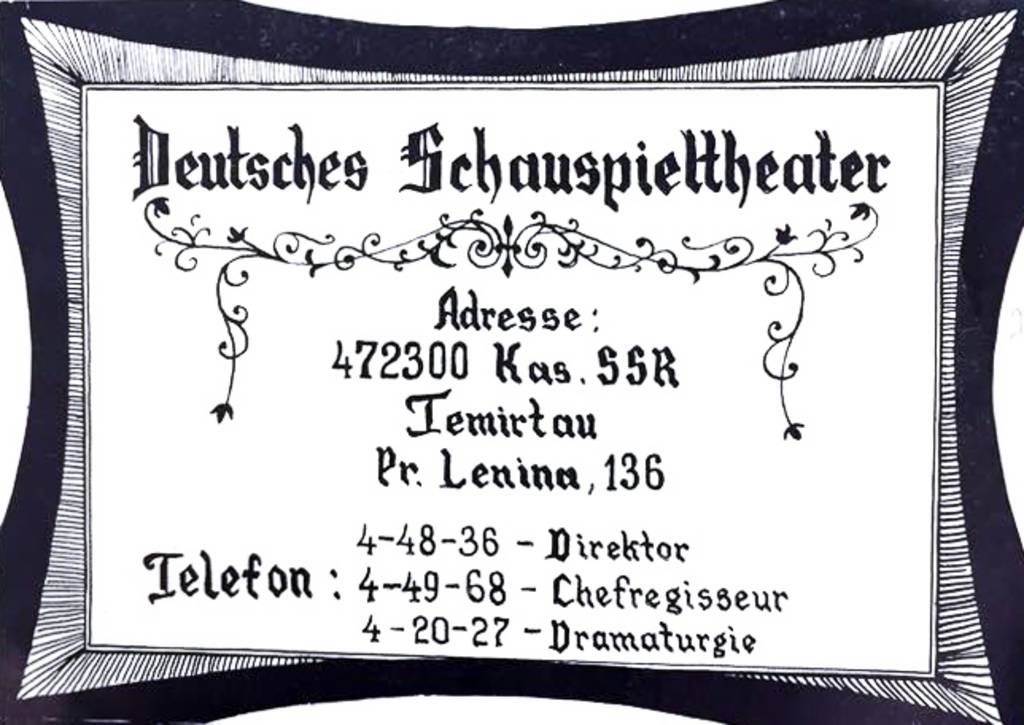 Deutsches Schauspieltheater
Adresse:
472300 Kas. SSR
Temirtau
Pr. Lenina, 136
Telefon: 4-48-36 - Direktor
4-49-68 - Chefregisseur
4-20-27 - Dramaturgie